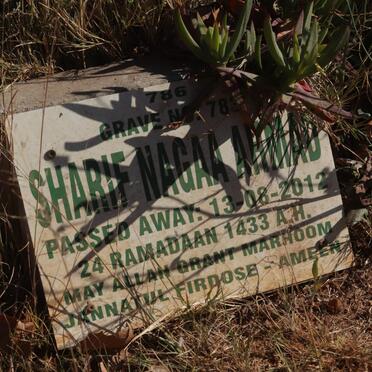 786
GRAVE NO 783
SHARIF NAGAA AHMAD
PASSED AWAY: 13-08-2012
24 RAMADAAN 1433 A.H.
MAY ALLAH GRANT MARHOOM
JANNATUL FIRDOSE - AMEEN